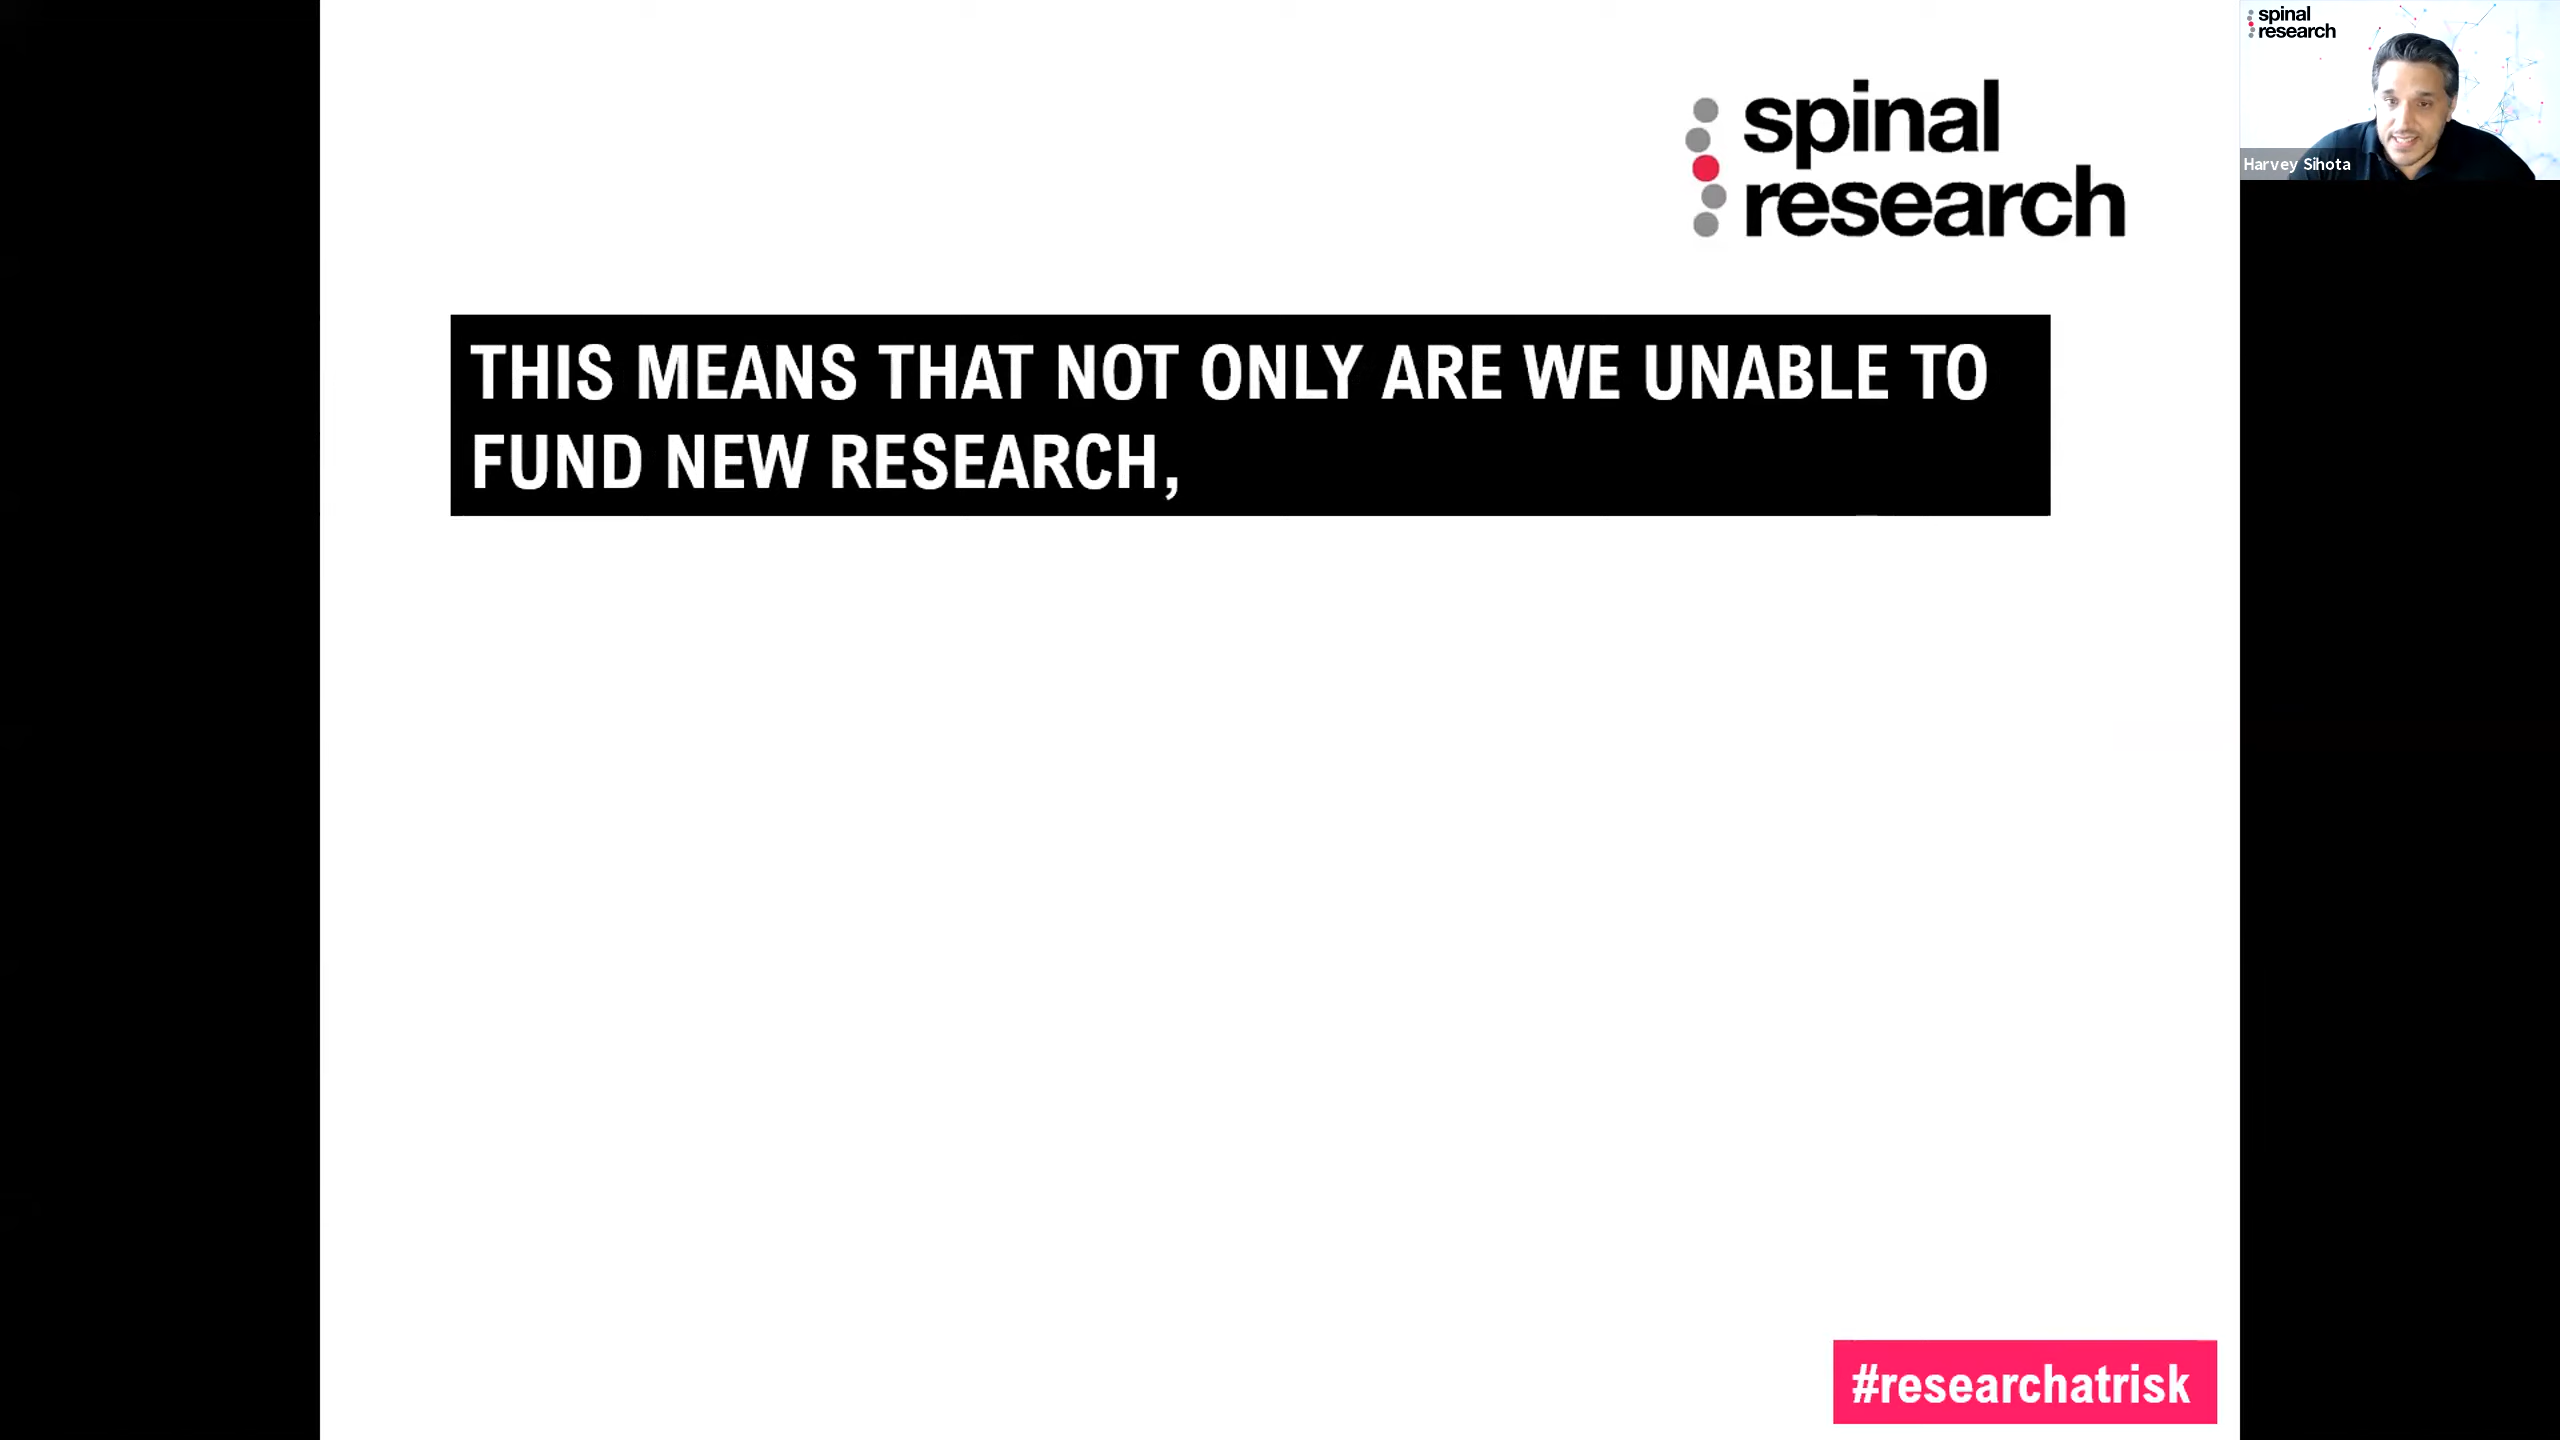 spinal
research
THIS MEANS THAT NOT ONLY ARE WE UNABLE TO
FUND NEW RESEARCH,
#researchatrisk
spinal
research
Harvey Sihota